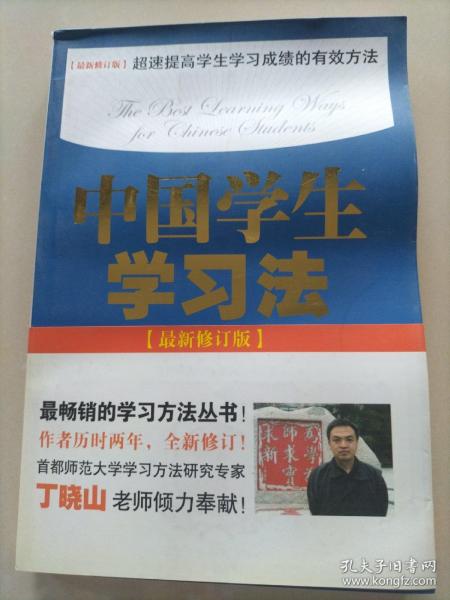 【最新修订版】超速提高学生学习成绩的有效方法
The Best Learning Ways
for Chinese Students
中国学生
学习法
【最新修订版】
最畅销的学习方法丛书！
作者历时两年，全新修订！
首都师范大学学习方法研究专家
丁晓山 老师倾力奉献！
孔夫子旧书网
www.kongfz.com